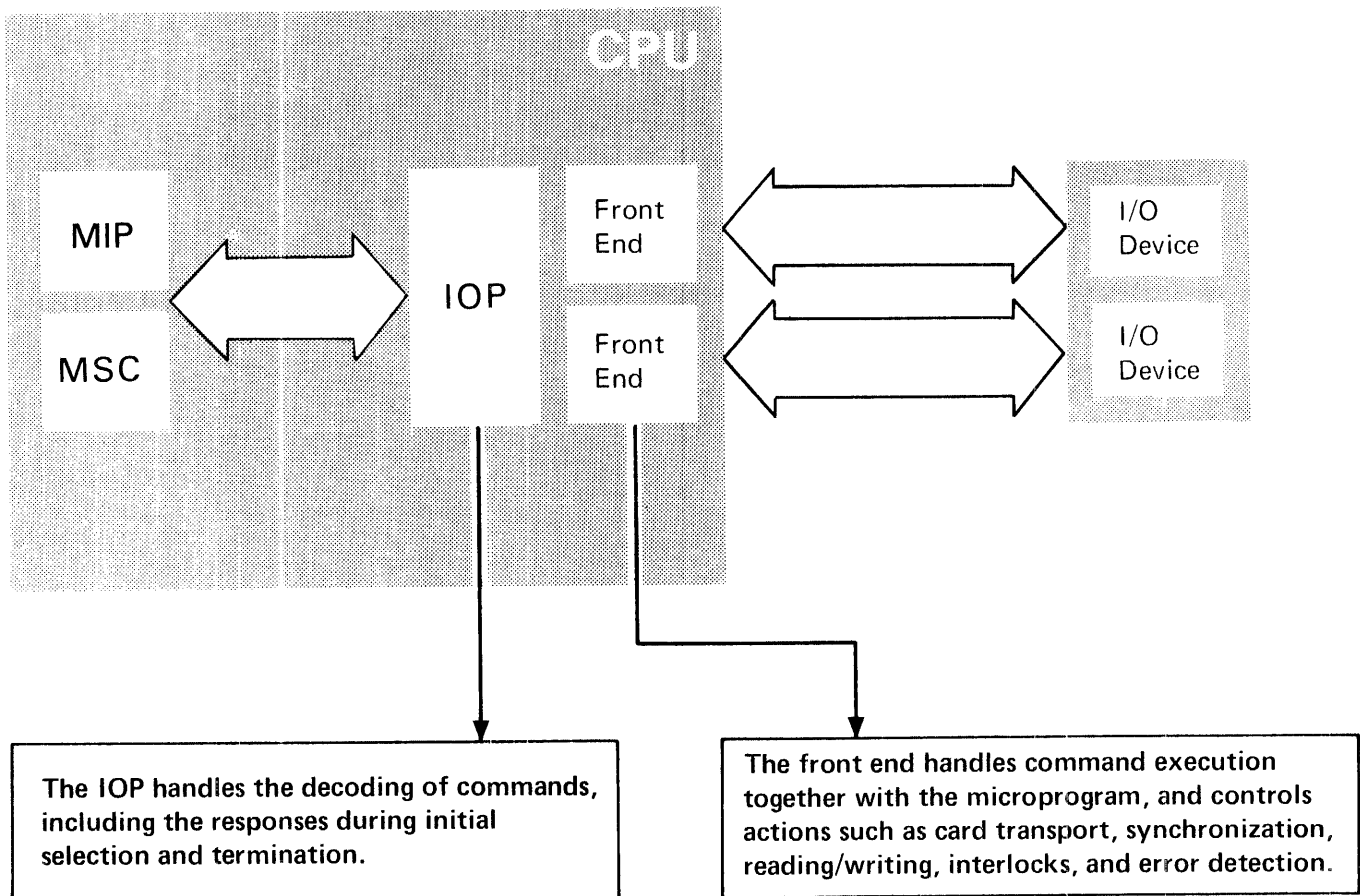 CPU
MIP
MSC
IOP
Front
End
Front
End
I/O
Device
I/O
Device
The IOP handles the decoding of commands,
including the responses during initial
selection and termination.
The front end handles command execution
together with the microprogram, and controls
actions such as card transport, synchronization,
reading/writing, interlocks, and error detection.